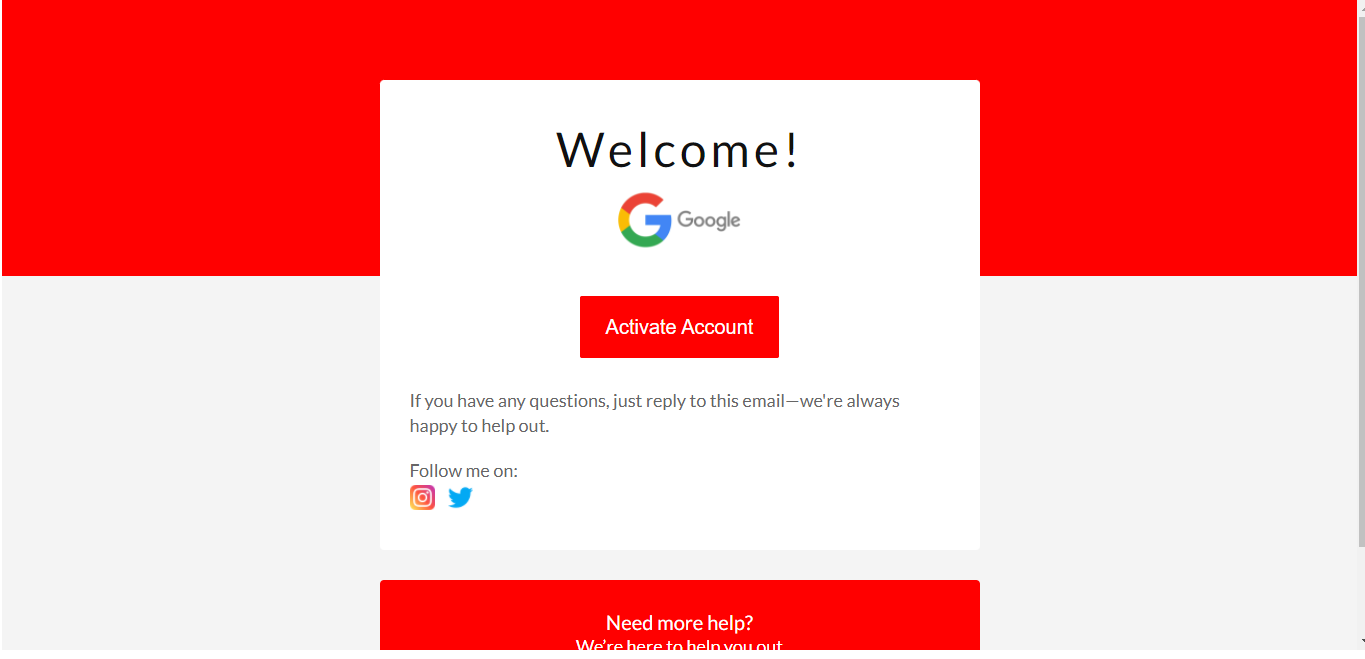 Welcome!
Google
Activate Account
If you have any questions, just reply to this email—we're always
happy to help out.
Follow me on:
Need more help?
We’re here to help you out